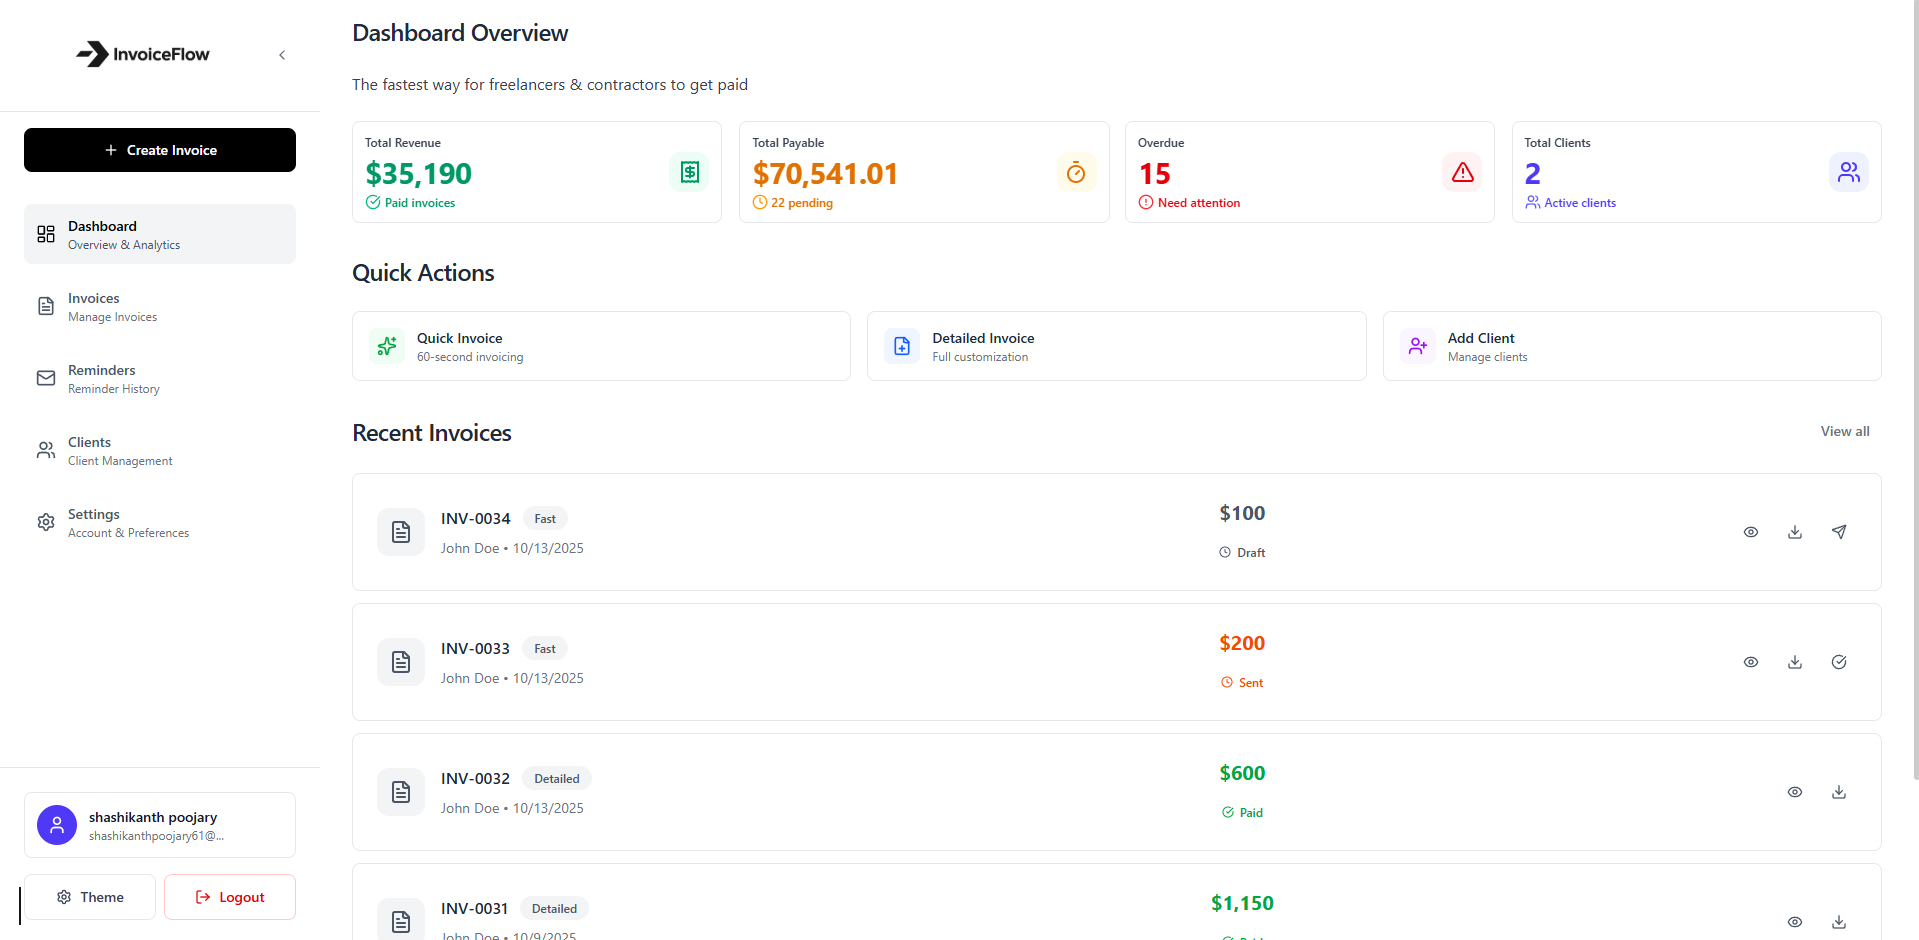 InvoiceFlow
Create Invoice
Dashboard
Overview & Analytics
Invoices
Manage Invoices
Reminders
Reminder History
Clients
Client Management
Settings
Account & Preferences
shashikanth poojary
shashikanthpoojary61@...
Theme
Logout
Dashboard Overview
The fastest way for freelancers & contractors to get paid
Total Revenue
$35,190
Paid invoices
Total Payable
$70,541.01
22 pending
Overdue
15
Need attention
Total Clients
2
Active clients
Quick Actions
Quick Invoice
60-second invoicing
Detailed Invoice
Full customization
Add Client
Manage clients
Recent Invoices
View all
INV-0034 Fast
John Doe • 10/13/2025
$100
Draft
INV-0033 Fast
John Doe • 10/13/2025
$200
Sent
INV-0032 Detailed
John Doe • 10/13/2025
$600
Paid
INV-0031 Detailed
John Doe • 10/9/2025
$1,150